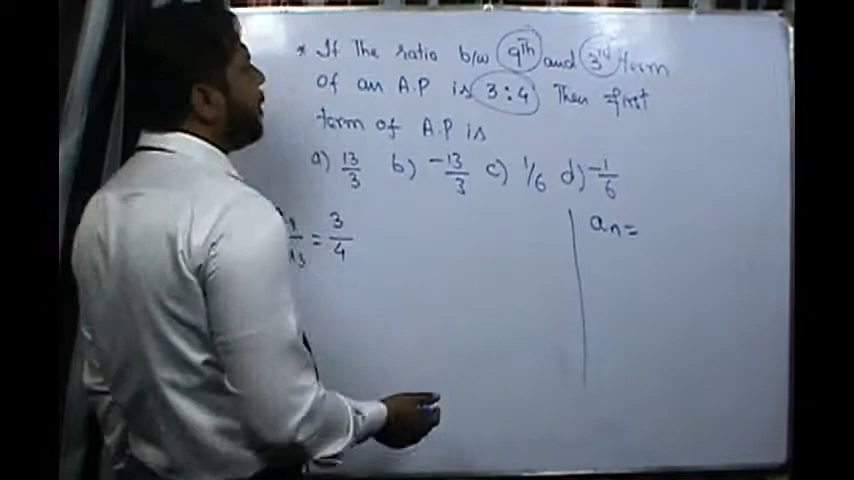 * If The ratio b/w 9th and 3rd term
of an A.P is 3:4 Then first
term of A.P is
a) 13/3 b) -13/3 c) 1/6 d) -1/6
= 3/4
an=